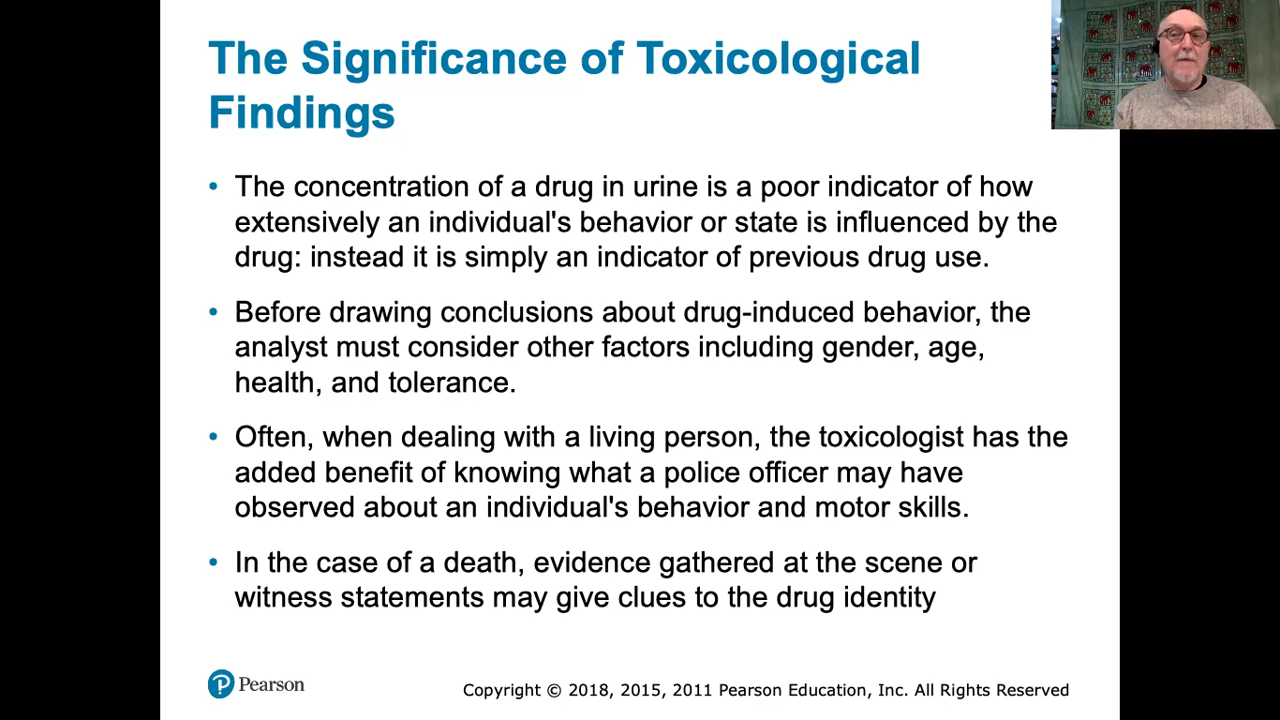 The Significance of Toxicological
Findings
• The concentration of a drug in urine is a poor indicator of how
extensively an individual's behavior or state is influenced by the
drug: instead it is simply an indicator of previous drug use.
• Before drawing conclusions about drug-induced behavior, the
analyst must consider other factors including gender, age,
health, and tolerance.
• Often, when dealing with a living person, the toxicologist has the
added benefit of knowing what a police officer may have
observed about an individual's behavior and motor skills.
• In the case of a death, evidence gathered at the scene or
witness statements may give clues to the drug identity
P Pearson
Copyright © 2018, 2015, 2011 Pearson Education, Inc. All Rights Reserved